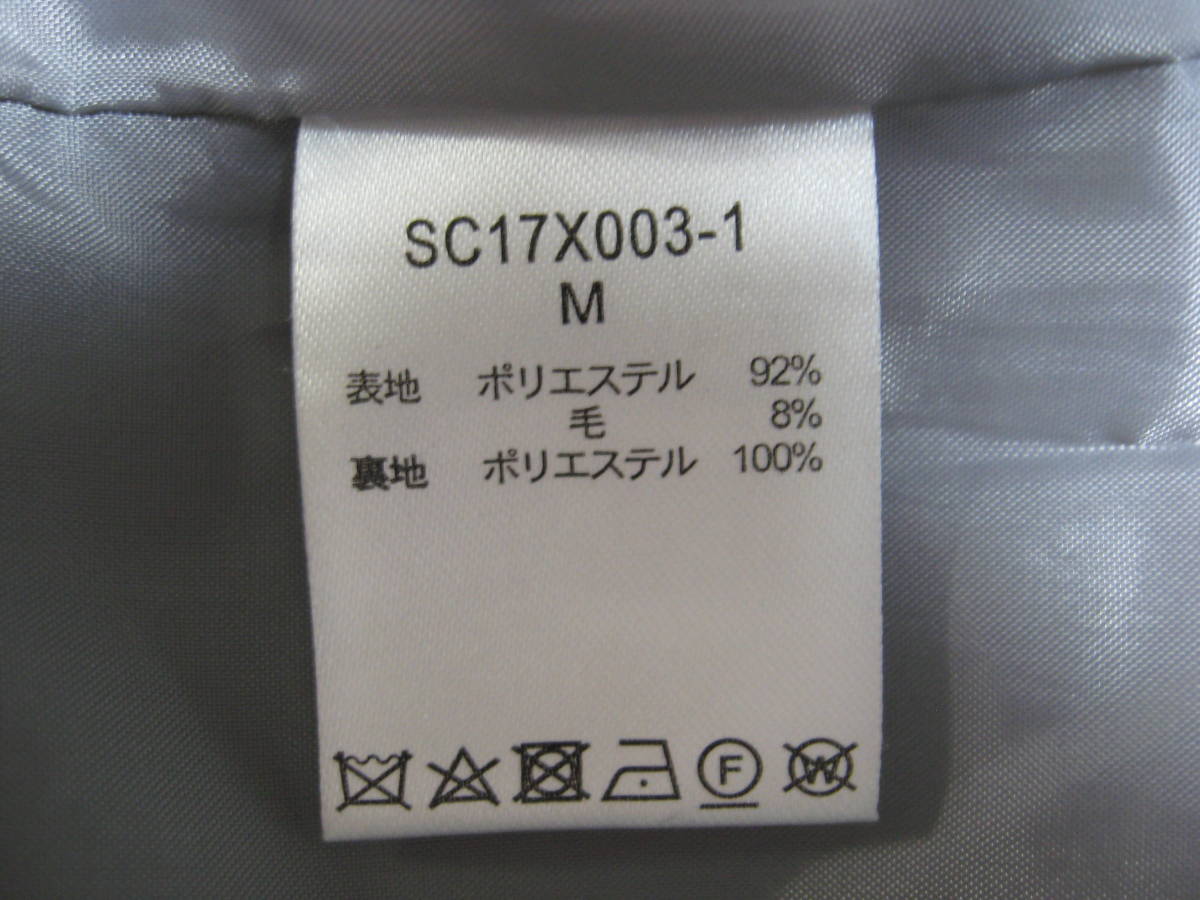 SC17X003-1
M
表地 ポリエステル 92%
毛 8%
裏地 ポリエステル 100%
F W